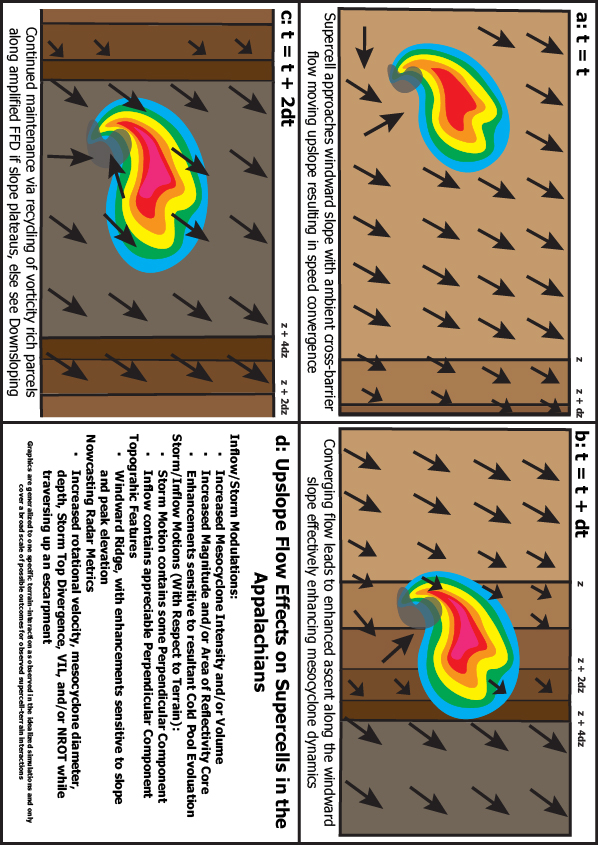 a: t = t
z
z + dz
Supercell approaches windward slope with ambient cross-barrier
flow moving upslope resulting in speed convergence
b: t = t + dt
z
z + 2dz
z + 4dz
Converging flow leads to enhanced ascent along the windward
slope effectively enhancing mesocyclone dynamics
c: t = t + 2dt
z + 4dz
z + 2dz
Continued maintenance via recycling of vorticity rich parcels
along amplified FFD if slope plateaus, else see Downsloping
d: Upslope Flow Effects on Supercells in the
Appalachians
Inflow/Storm Modulations:
• Increased Mesocyclone Intensity and/or Volume
• Increased Magnitude and/or Area of Reflectivity Core
• Enhancements sensitive to resultant Cold Pool Evaluation
Storm/Inflow Motions (With Respect to Terrain):
• Storm Motion contains some Perpendicular Component
• Inflow contains appreciable Perpendicular Component
Topograhic Features
• Windward Ridge, with enhancements sensitive to slope
and peak elevation
Nowcasting Radar Metrics
• Increased rotational velocity, mesocyclone diameter,
depth, Storm Top Divergence, VIL, and/or NROT while
traversing up an escarpment
Graphics are generalized to one specific terrain-interaction as observed in the idealized simulations and only
cover a broad scale of possible outcomes for observed supercell-terrain interactions